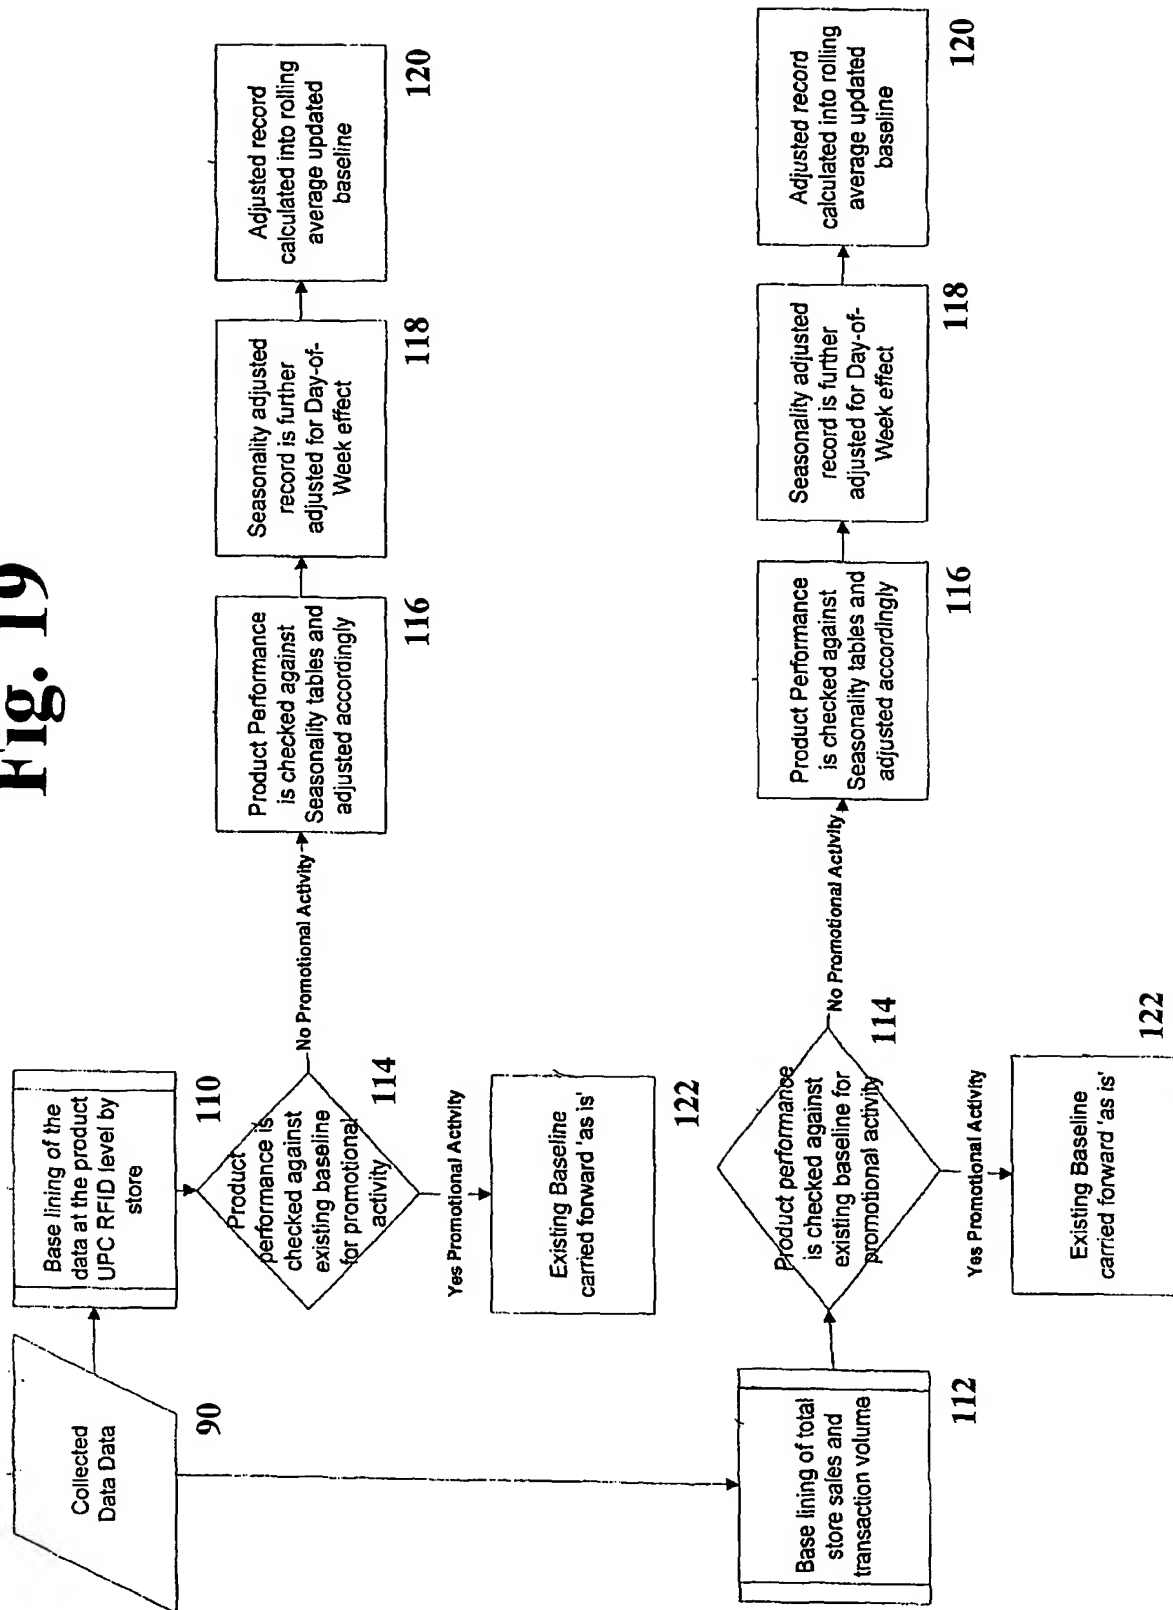 Fig. 19
Collected
Data Data
90
Base lining of the
data at the product
UPC RFID level by
store
110
Product
performance is
checked against
existing baseline
for promotional
activity
114
No Promotional Activity
Product Performance
is checked against
Seasonality tables and
adjusted accordingly
116
Seasonality adjusted
record is further
adjusted for Day-of-
Week effect
118
Adjusted record
calculated into rolling
average updated
baseline
120
Yes Promotional Activity
Existing Baseline
carried forward 'as is'
122
Base lining of total
store sales and
transaction volume
112
Product performance
is checked against
existing baseline for
promotional activity
114
No Promotional Activity
Product Performance
is checked against
Seasonality tables and
adjusted accordingly
116
Seasonality adjusted
record is further
adjusted for Day-of-
Week effect
118
Adjusted record
calculated into rolling
average updated
baseline
120
Yes Promotional Activity
Existing Baseline
carried forward 'as is'
122